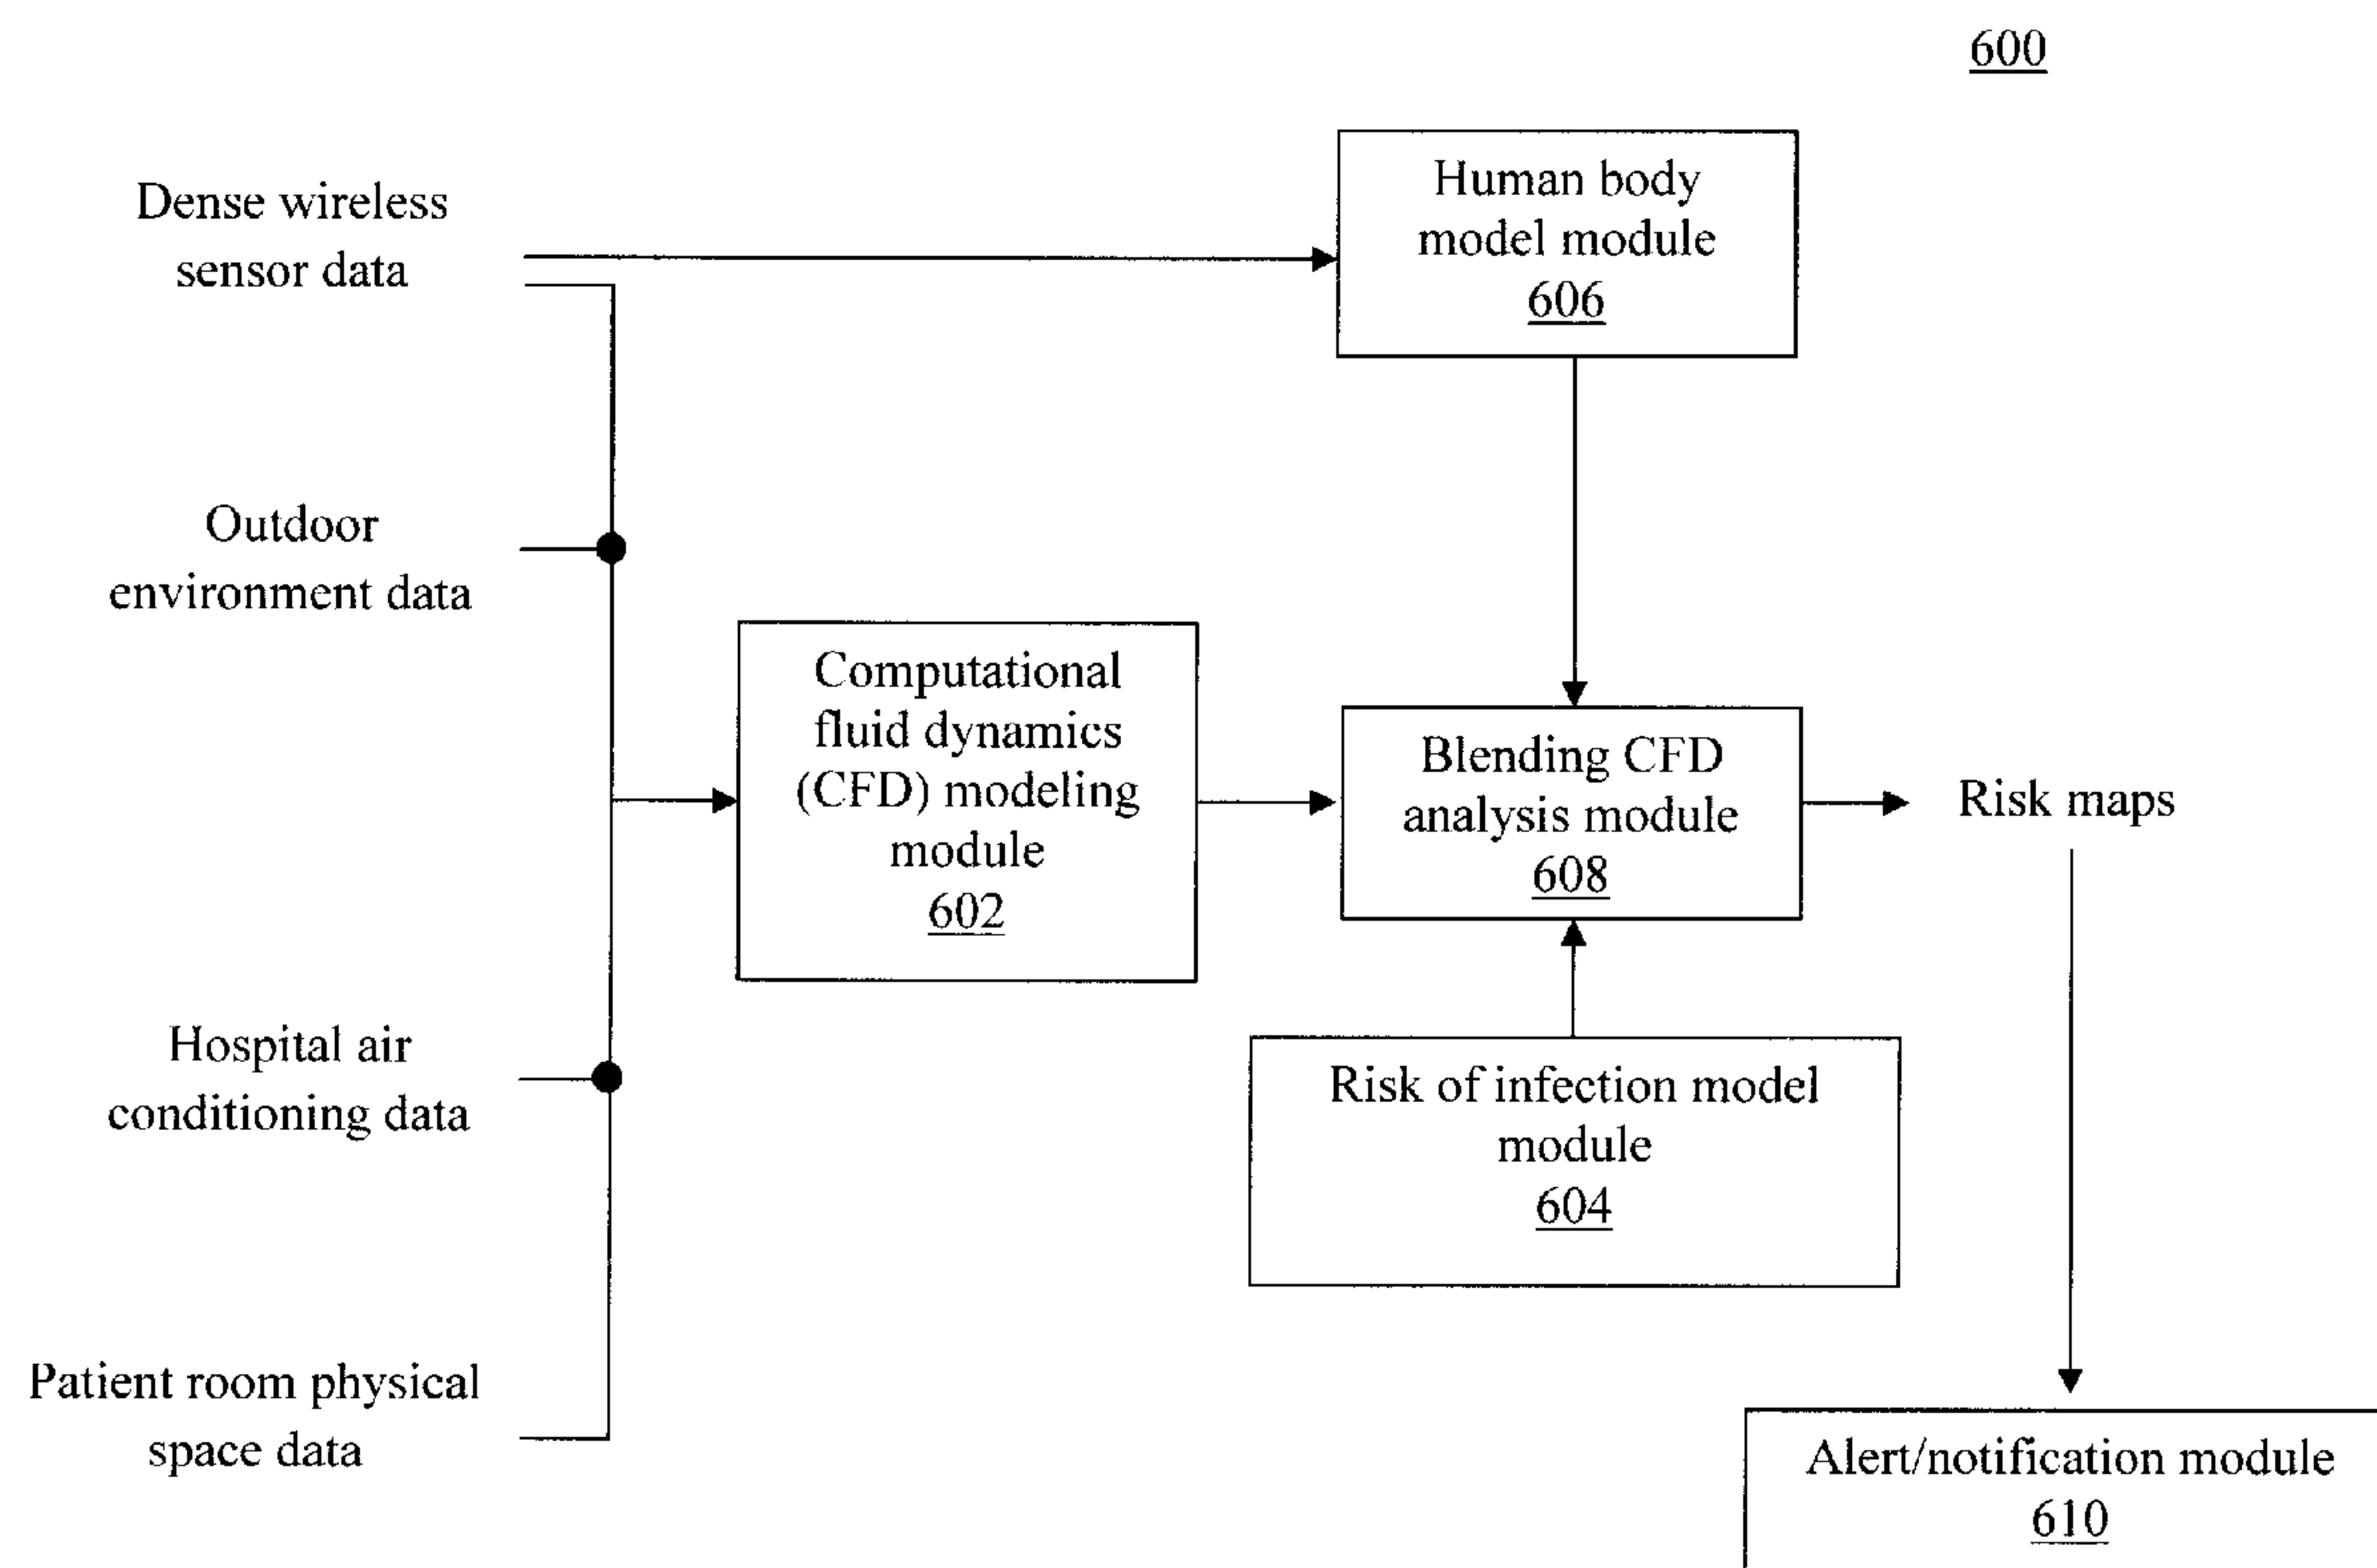 600
Dense wireless
sensor data
Human body
model module
606
Outdoor
environment data
Computational
fluid dynamics
(CFD) modeling
module
602
Blending CFD
analysis module
608
Risk maps
Hospital air
conditioning data
Risk of infection model
module
604
Patient room physical
space data
Alert/notification module
610